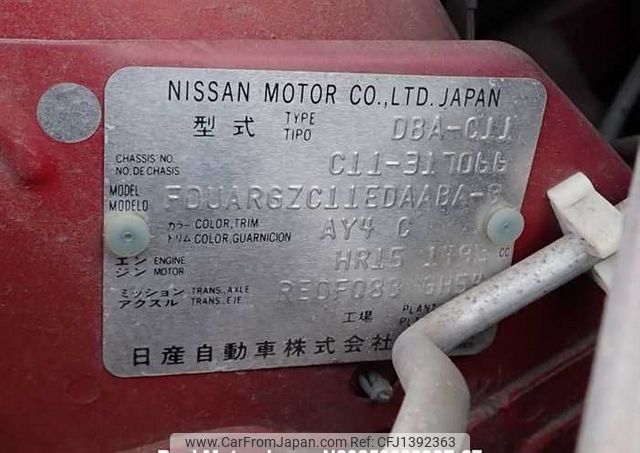 NISSAN MOTOR CO.,LTD. JAPAN
型式 TYPE TIPO DBA-C11
CHASSIS NO. NO. DE CHASIS C11-317066
MODEL MODELO FDUARGZC11EDAABA-
カラー COLOR,TRIM AY4 C
トリム COLOR,GUARNICION
エンジン ENGINE MOTOR HR15 CC
ミッション TRANS., AXLE
アクスル TRANS., EJE
工場
日産自動車株式会
www.CarFromJapan.com CFJ1392363